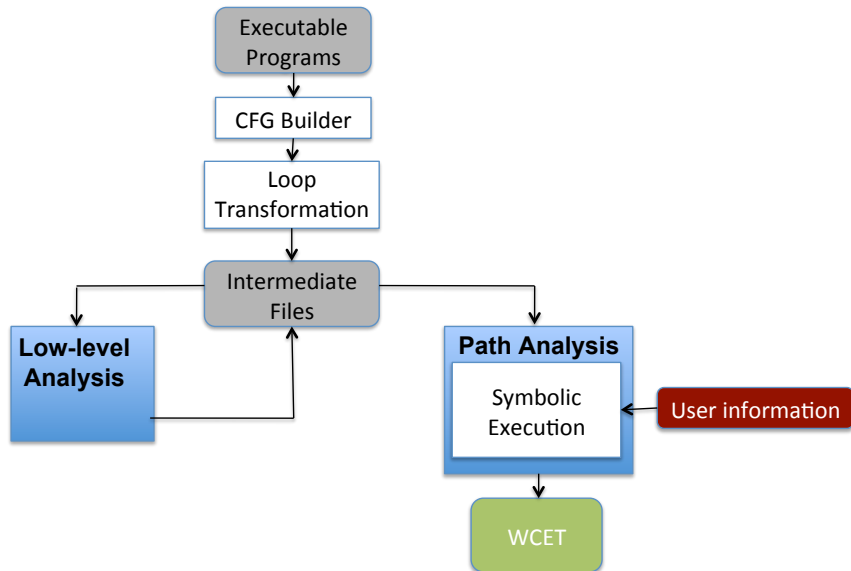 Executable
Programs
CFG Builder
Loop
Transformation
Intermediate
Files
Low-level
Analysis
Path Analysis
Symbolic
Execution
User information
WCET